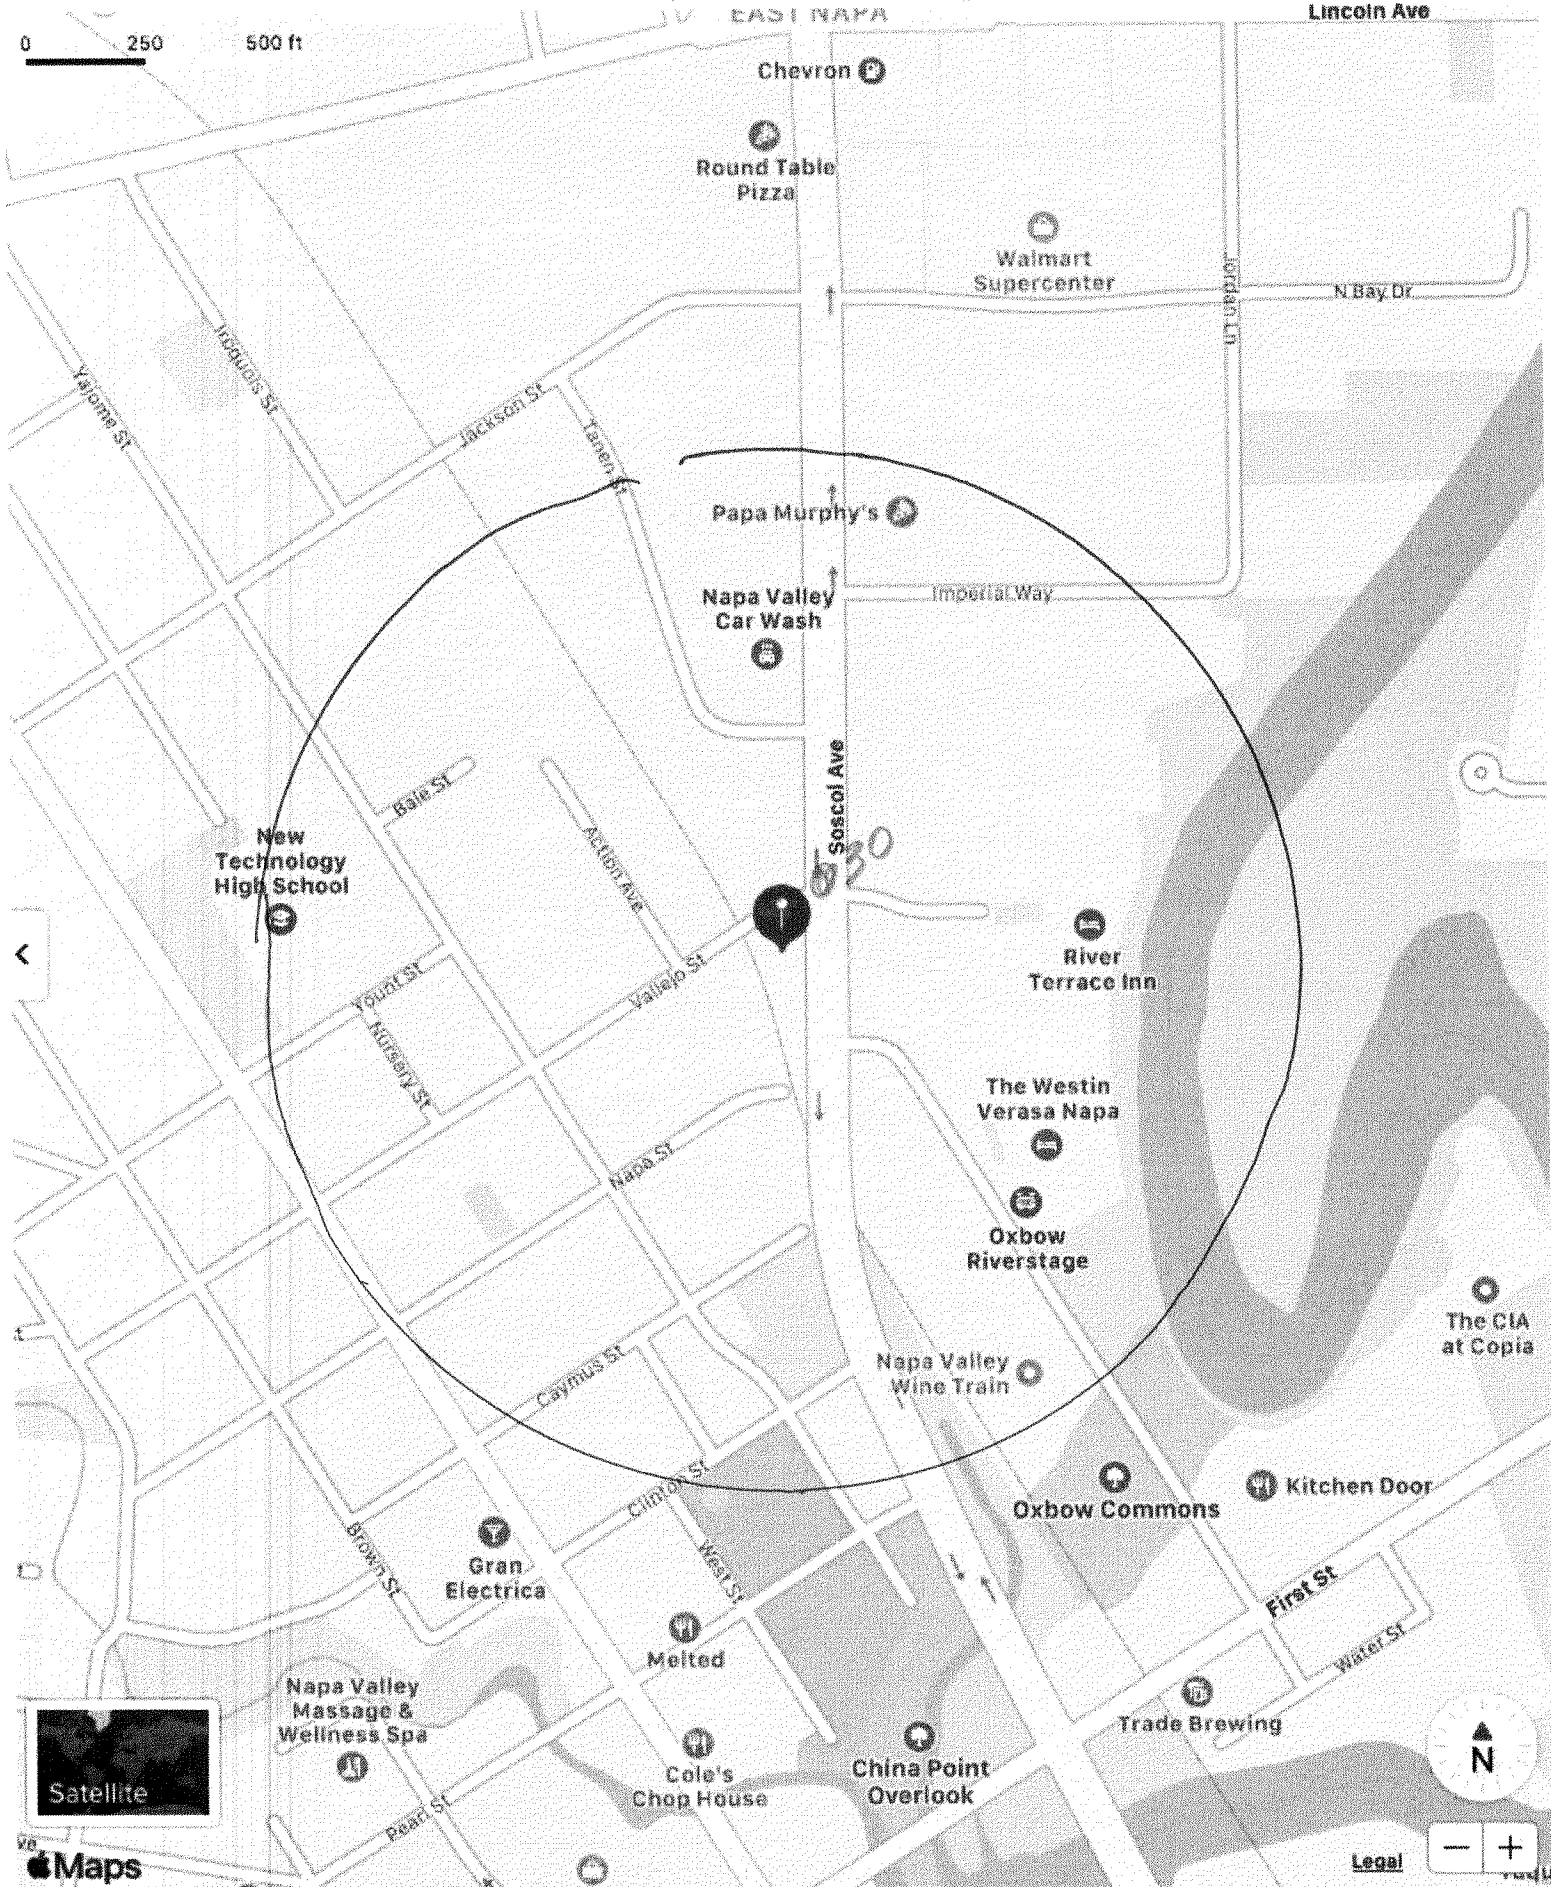 EAST NAPA
Lincoln Ave
0 250 500 ft
Chevron
Round Table
Pizza
Walmart
Supercenter
Jordan Ln
N Bay Dr
Iroquois St
Yajome St
Jackson St
Tanen St
Papa Murphy's
Napa Valley
Car Wash
Imperial Way
Soscol Ave
Bale St
New
Technology
High School
Action Ave
830
River
Terrace Inn
Yount St
Vallejo St
Nursery St
The Westin
Verasa Napa
Napa St
Oxbow
Riverstage
The CIA
at Copia
Napa Valley
Wine Train
Caymus St
Clinton St
Oxbow Commons
Kitchen Door
Brown St
Gran
Electrica
West St
First St
Melted
Water St
Napa Valley
Massage &
Wellness Spa
Trade Brewing
N
Cole's
Chop House
China Point
Overlook
Satellite
Pearl St
Maps
Legal